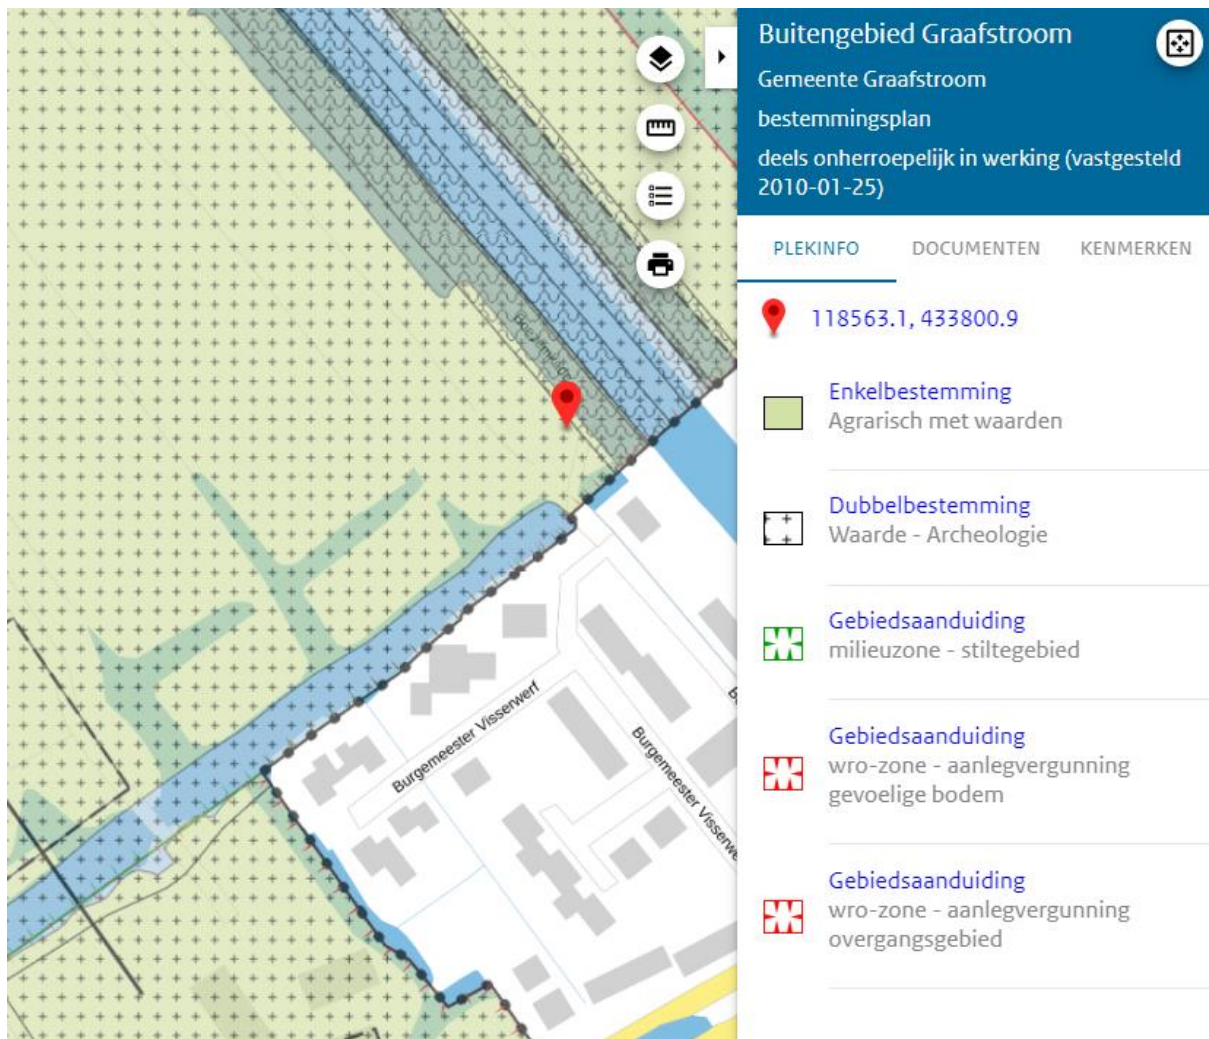 Buitengebied Graafstroom
Gemeente Graafstroom
bestemmingsplan
deels onherroepelijk in werking (vastgesteld
2010-01-25)
PLEKINFO DOCUMENTEN KENMERKEN
118563.1, 433800.9
Enkelbestemming
Agrarisch met waarden
Dubbelbestemming
Waarde - Archeologie
Gebiedsaanduiding
milieuzone - stiltegebied
Gebiedsaanduiding
wro-zone - aanlegvergunning
gevoelige bodem
Gebiedsaanduiding
wro-zone - aanlegvergunning
overgangsgebied
Burgemeester Visserwerf
Burgemeester Visserwe